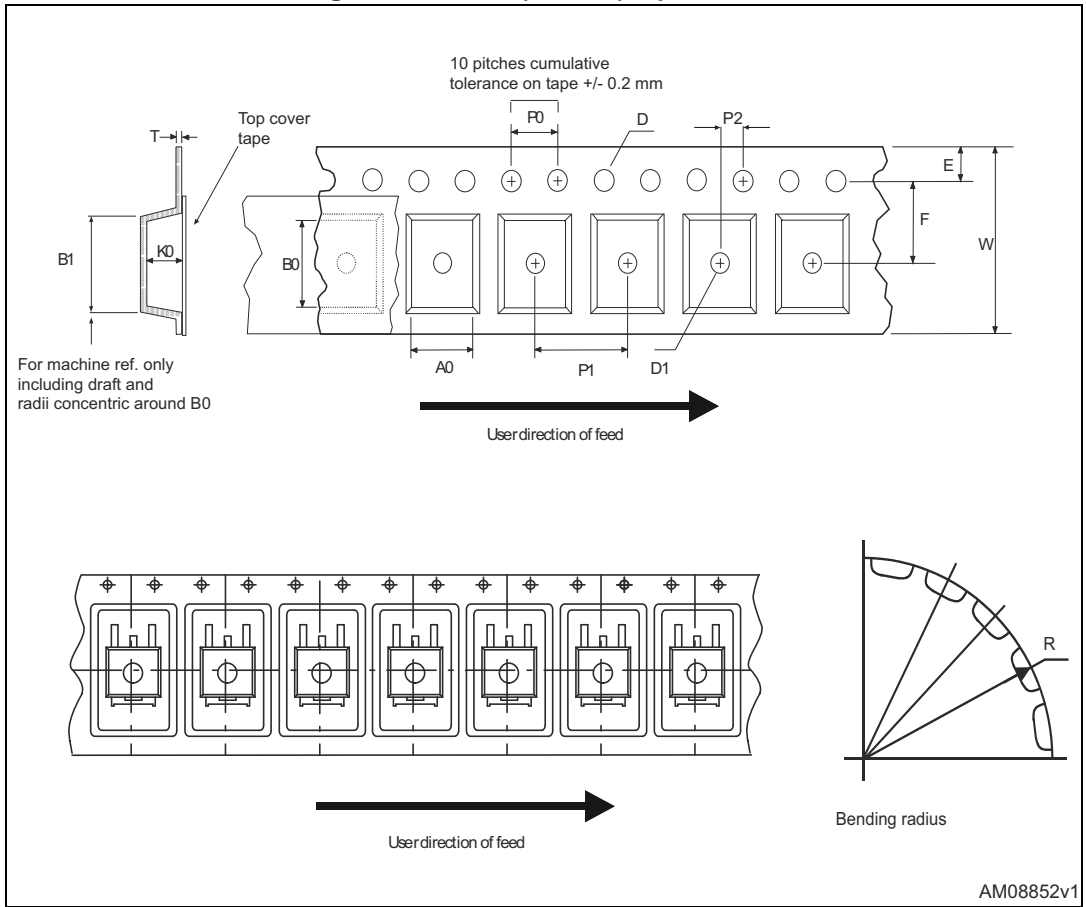 10 pitches cumulative
tolerance on tape +/- 0.2 mm
Top cover
tape
T
P0
D
P2
E
F
W
B1
K0
B0
For machine ref. only
including draft and
radii concentric around B0
A0
P1
D1
User direction of feed
R
Bending radius
User direction of feed
AM08852v1